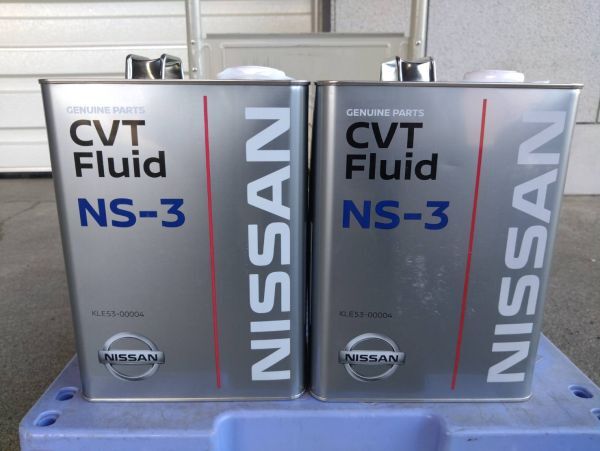 GENUINE PARTS
CVT
Fluid
NS-3
KLE53-00004
NISSAN
NISSAN
GENUINE PARTS
CVT
Fluid
NS-3
KLE53-00004
NISSAN
NISSAN